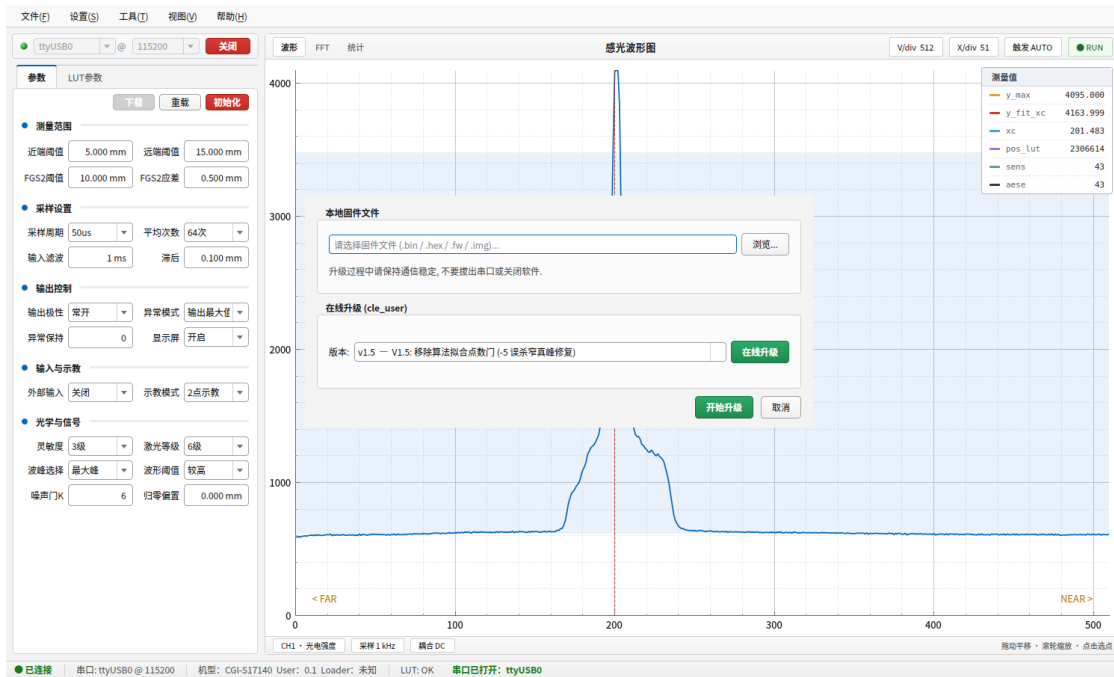 文件(F) 设置(S) 工具(T) 视图(V) 帮助(H)
ttyUSB0 @ 115200 关闭
参数 LUT参数
下载 重载 初始化
测量范围
近端阈值 5.000 mm 远端阈值 15.000 mm
FGS2阈值 10.000 mm FGS2应差 0.500 mm
采样设置
采样周期 50us 平均次数 64次
输入滤波 1 ms 滞后 0.100 mm
输出控制
输出极性 常开 异常模式 输出最大值
异常保持 0 显示屏 开启
输入与示教
外部输入 关闭 示教模式 2点示教
光学与信号
灵敏度 3级 激光等级 6级
波峰选择 最大峰 波形阈值 较高
噪声门K 6 归零偏置 0.000 mm
波形 FFT 统计 感光波形图 V/div 512 X/div 51 触发 AUTO RUN
测量值
y_max 4095.000
y_fit_xc 4163.999
xc 201.483
pos_lut 2306614
sens 43
aese 43
4000
3000
2000
1000
0
本地固件文件
请选择固件文件 (.bin / .hex / .fw / .img)... 浏览...
升级过程中请保持通信稳定, 不要拔出串口或关闭软件.
在线升级 (cle_user)
版本: v1.5 — V1.5: 移除算法拟合点数门 (-5 误杀窄真峰修复) 在线升级
开始升级 取消
< FAR NEAR >
0 100 200 300 400 500
CH1 · 光电强度 采样 1 kHz 耦合 DC 拖动平移 · 滚轮缩放 · 点击选点
已连接 串口: ttyUSB0 @ 115200 机型: CGI-S17140 User: 0.1 Loader: 未知 LUT: OK 串口已打开: ttyUSB0